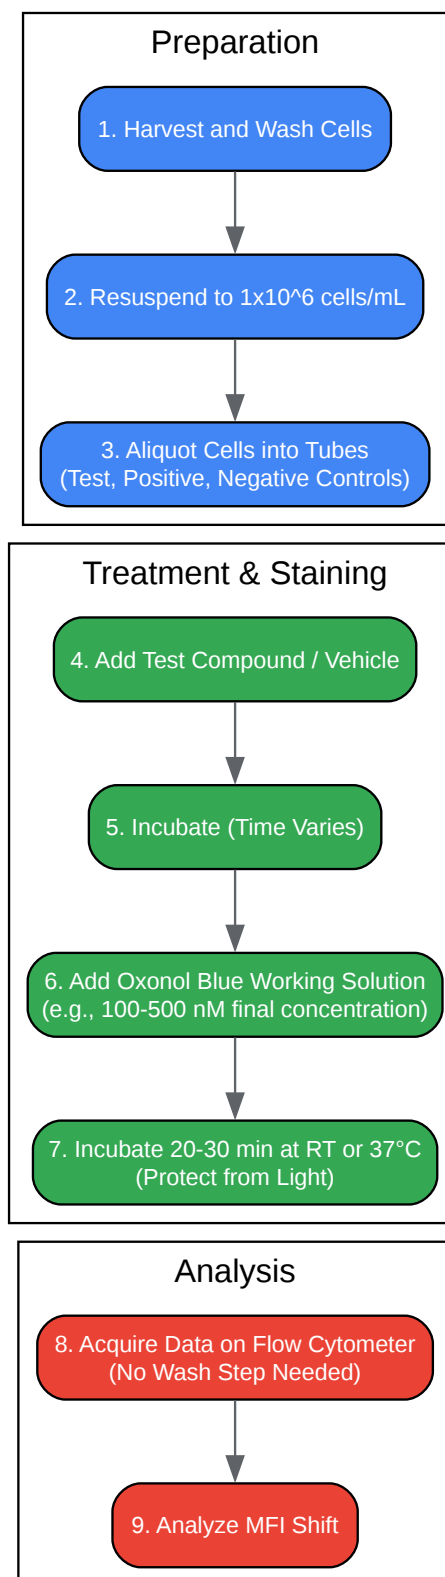 Preparation
1. Harvest and Wash Cells
2. Resuspend to 1x10^6 cells/mL
3. Aliquot Cells into Tubes
(Test, Positive, Negative Controls)
Treatment & Staining
4. Add Test Compound / Vehicle
5. Incubate (Time Varies)
6. Add Oxonol Blue Working Solution
(e.g., 100-500 nM final concentration)
7. Incubate 20-30 min at RT or 37°C
(Protect from Light)
Analysis
8. Acquire Data on Flow Cytometer
(No Wash Step Needed)
9. Analyze MFI Shift